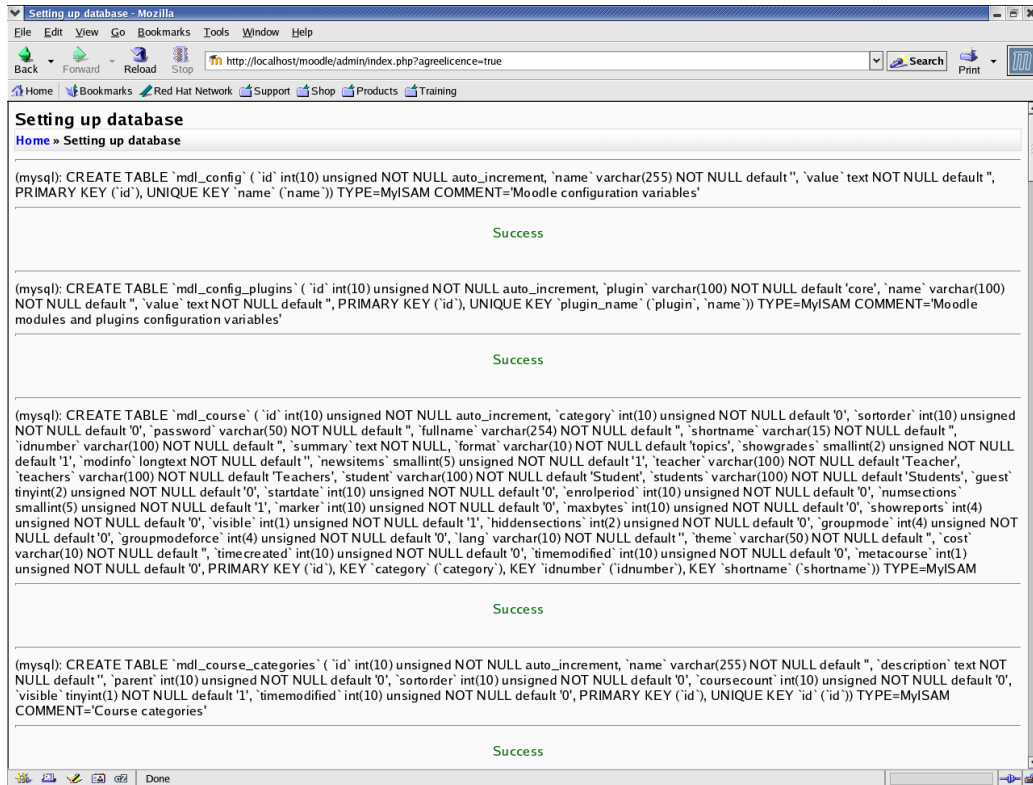 Setting up database - Mozilla
File Edit View Go Bookmarks Tools Window Help
Back Forward Reload Stop http://localhost/moodle/admin/index.php?agreelicence=true Search Print
Home Bookmarks Red Hat Network Support Shop Products Training
Setting up database
Home » Setting up database
(mysql): CREATE TABLE `mdl_config` ( `id` int(10) unsigned NOT NULL auto_increment, `name` varchar(255) NOT NULL default '', `value` text NOT NULL default '',
PRIMARY KEY (`id`), UNIQUE KEY `name` (`name`)) TYPE=MyISAM COMMENT='Moodle configuration variables'
Success
(mysql): CREATE TABLE `mdl_config_plugins` ( `id` int(10) unsigned NOT NULL auto_increment, `plugin` varchar(100) NOT NULL default 'core', `name` varchar(100)
NOT NULL default '', `value` text NOT NULL default '', PRIMARY KEY (`id`), UNIQUE KEY `plugin_name` (`plugin`, `name`)) TYPE=MyISAM COMMENT='Moodle
modules and plugins configuration variables'
Success
(mysql): CREATE TABLE `mdl_course` ( `id` int(10) unsigned NOT NULL auto_increment, `category` int(10) unsigned NOT NULL default '0', `sortorder` int(10) unsigned
NOT NULL default '0', `password` varchar(50) NOT NULL default '', `fullname` varchar(254) NOT NULL default '', `shortname` varchar(15) NOT NULL default '',
`idnumber` varchar(100) NOT NULL default '', `summary` text NOT NULL, `format` varchar(10) NOT NULL default 'topics', `showgrades` smallint(2) unsigned NOT NULL
default '1', `modinfo` longtext NOT NULL default '', `newsitems` smallint(5) unsigned NOT NULL default '1', `teacher` varchar(100) NOT NULL default 'Teacher',
`teachers` varchar(100) NOT NULL default 'Teachers', `student` varchar(100) NOT NULL default 'Student', `students` varchar(100) NOT NULL default 'Students', `guest`
tinyint(2) unsigned NOT NULL default '0', `startdate` int(10) unsigned NOT NULL default '0', `enrolperiod` int(10) unsigned NOT NULL default '0', `numsections`
smallint(5) unsigned NOT NULL default '1', `marker` int(10) unsigned NOT NULL default '0', `maxbytes` int(10) unsigned NOT NULL default '0', `showreports` int(4)
unsigned NOT NULL default '0', `visible` int(1) unsigned NOT NULL default '1', `hiddensections` int(2) unsigned NOT NULL default '0', `groupmode` int(4) unsigned NOT
NULL default '0', `groupmodeforce` int(4) unsigned NOT NULL default '0', `lang` varchar(10) NOT NULL default '', `theme` varchar(50) NOT NULL default '', `cost`
varchar(10) NOT NULL default '', `timecreated` int(10) unsigned NOT NULL default '0', `timemodified` int(10) unsigned NOT NULL default '0', `metacourse` int(1)
unsigned NOT NULL default '0', PRIMARY KEY (`id`), KEY `category` (`category`), KEY `idnumber` (`idnumber`), KEY `shortname` (`shortname`)) TYPE=MyISAM
Success
(mysql): CREATE TABLE `mdl_course_categories` ( `id` int(10) unsigned NOT NULL auto_increment, `name` varchar(255) NOT NULL default '', `description` text NOT
NULL default '', `parent` int(10) unsigned NOT NULL default '0', `sortorder` int(10) unsigned NOT NULL default '0', `coursecount` int(10) unsigned NOT NULL default '0',
`visible` tinyint(1) NOT NULL default '1', `timemodified` int(10) unsigned NOT NULL default '0', PRIMARY KEY (`id`), UNIQUE KEY `id` (`id`)) TYPE=MyISAM
COMMENT='Course categories'
Success
Done